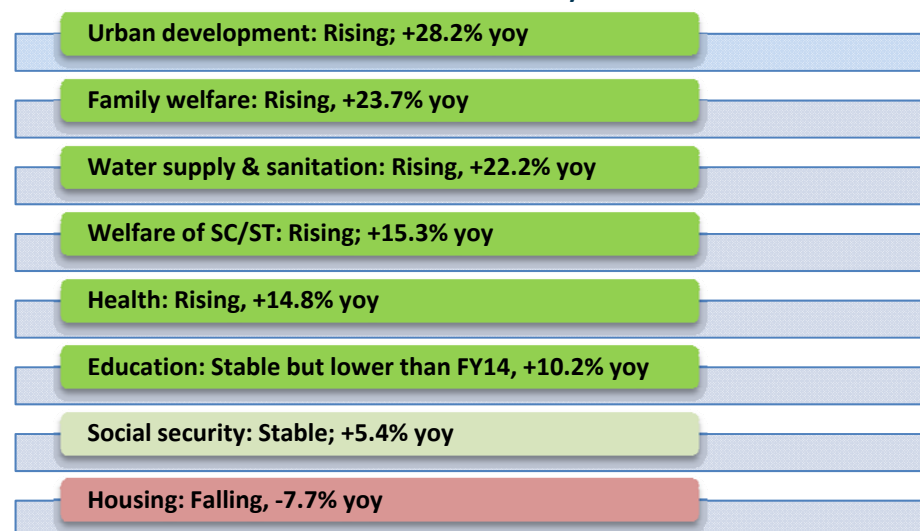 Urban development: Rising; +28.2% yoy
Family welfare: Rising, +23.7% yoy
Water supply & sanitation: Rising, +22.2% yoy
Welfare of SC/ST: Rising; +15.3% yoy
Health: Rising, +14.8% yoy
Education: Stable but lower than FY14, +10.2% yoy
Social security: Stable; +5.4% yoy
Housing: Falling, -7.7% yoy